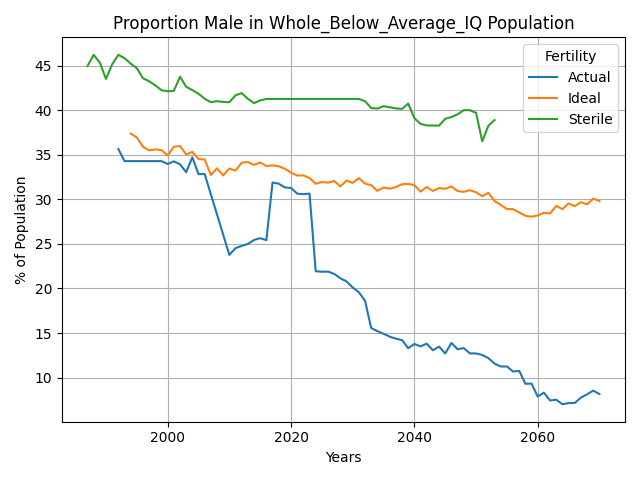 Proportion Male in Whole_Below_Average_IQ Population
Fertility
Actual
Ideal
Sterile
% of Population
45
40
35
30
25
20
15
10
2000 2020 2040 2060
Years